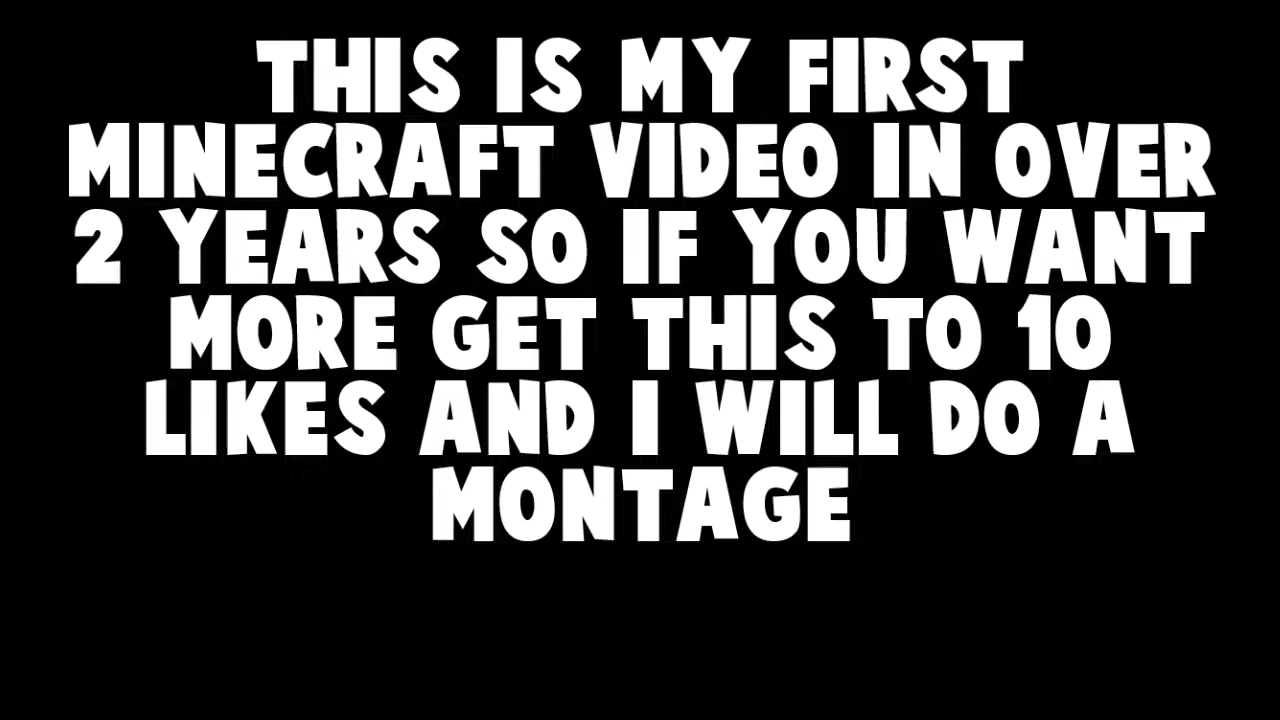 THIS IS MY FIRST
MINECRAFT VIDEO IN OVER
2 YEARS SO IF YOU WANT
MORE GET THIS TO 10
LIKES AND I WILL DO A
MONTAGE